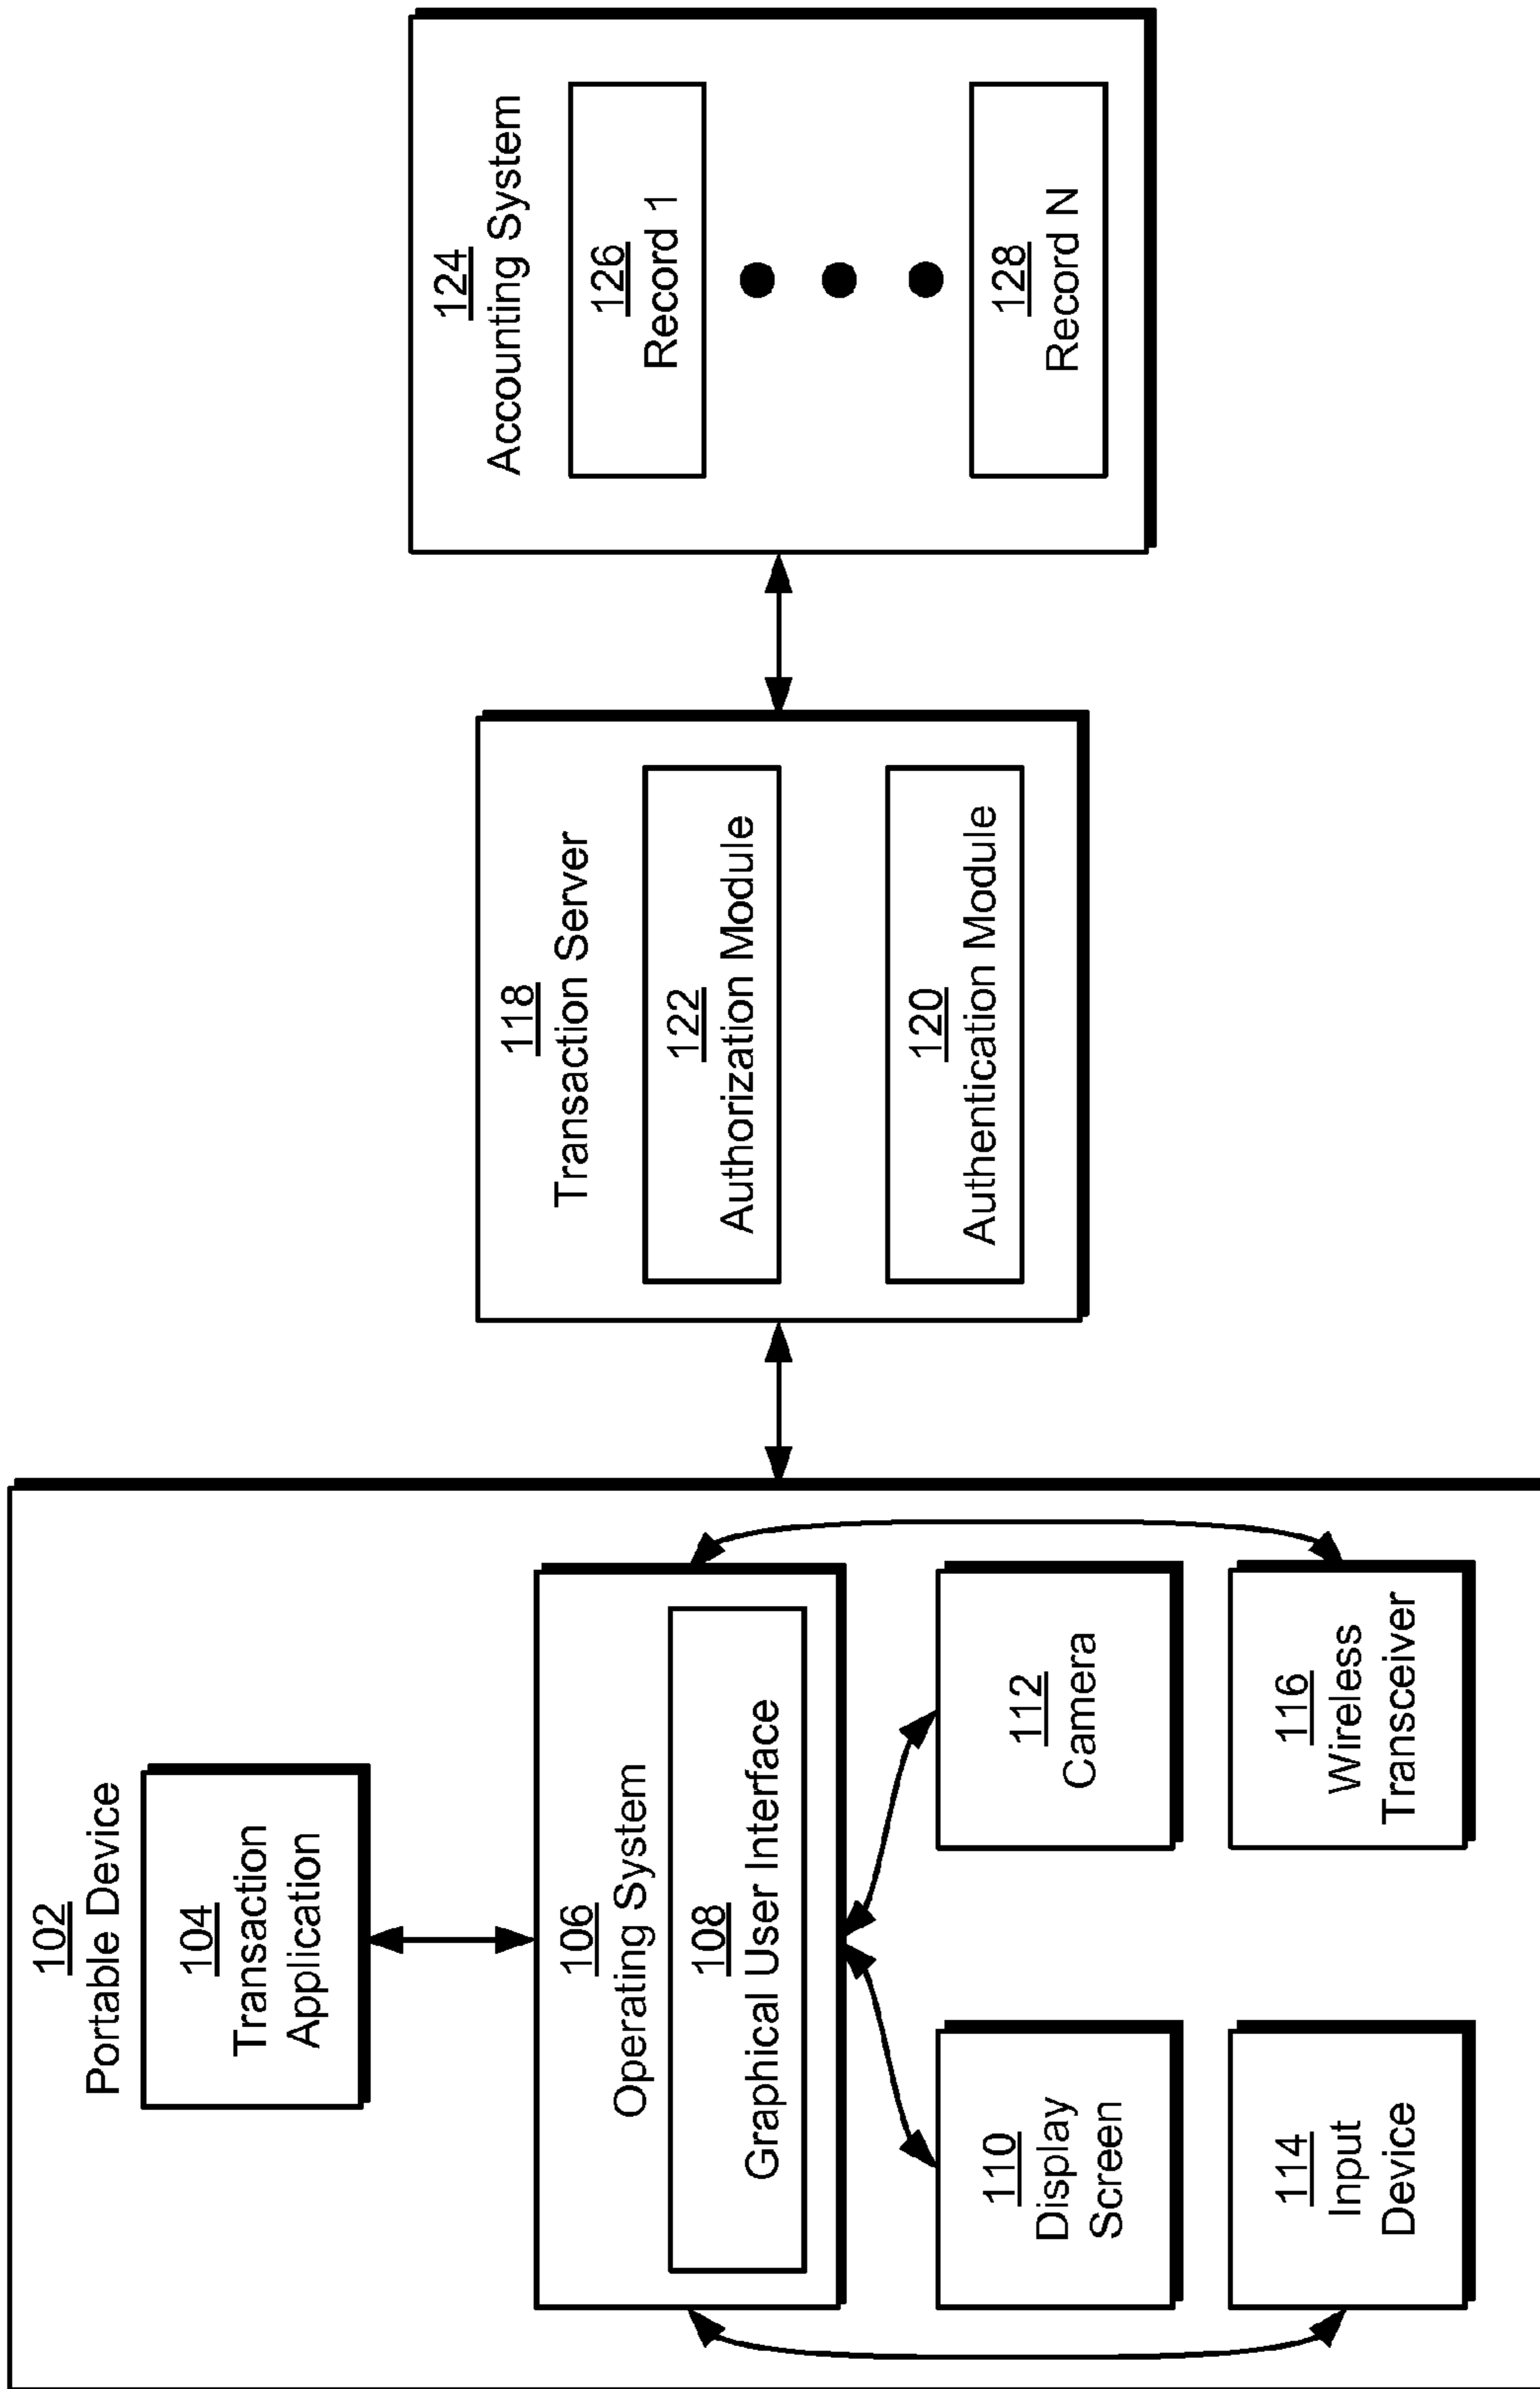 102
Portable Device
104
Transaction
Application
106
Operating System
108
Graphical User Interface
110
Display
Screen
112
Camera
114
Input
Device
116
Wireless
Transceiver
118
Transaction Server
122
Authorization Module
120
Authentication Module
124
Accounting System
126
Record 1
128
Record N